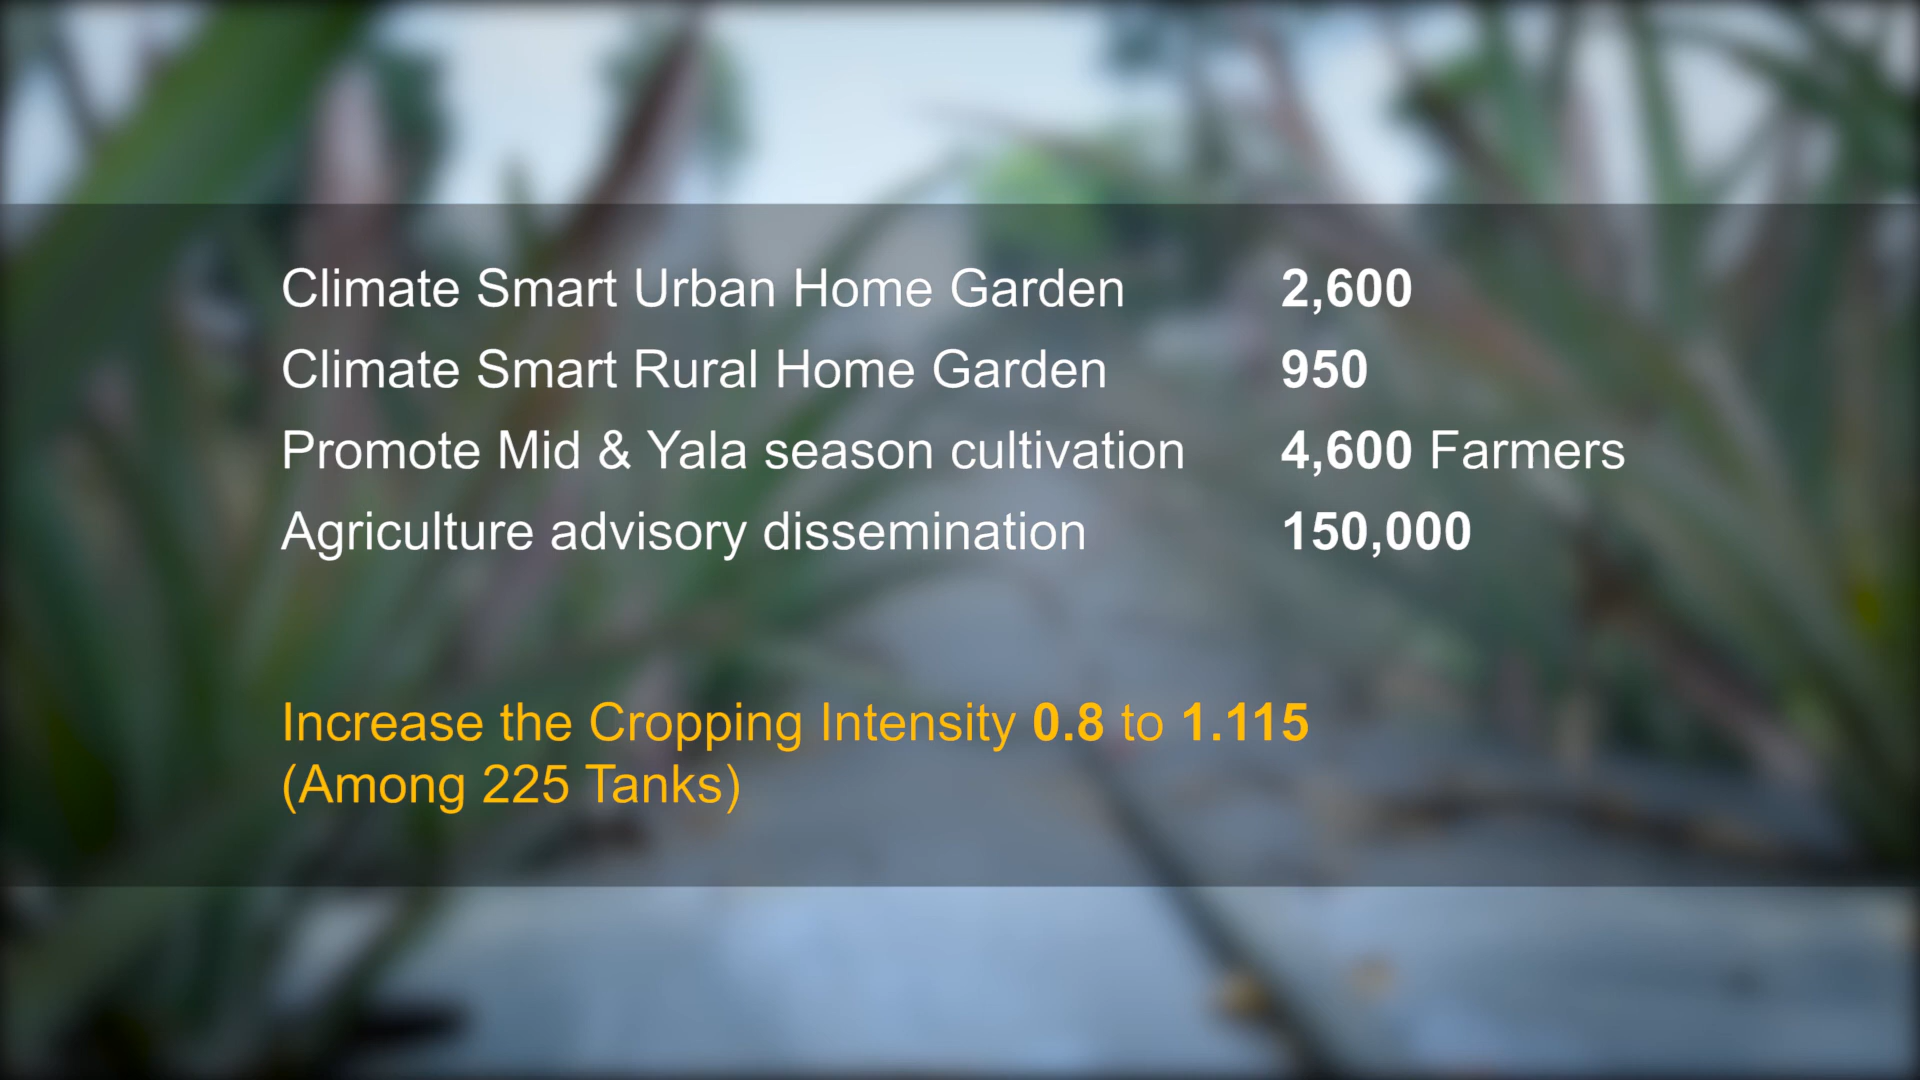 Climate Smart Urban Home Garden 2,600
Climate Smart Rural Home Garden 950
Promote Mid & Yala season cultivation 4,600 Farmers
Agriculture advisory dissemination 150,000
Increase the Cropping Intensity 0.8 to 1.115
(Among 225 Tanks)